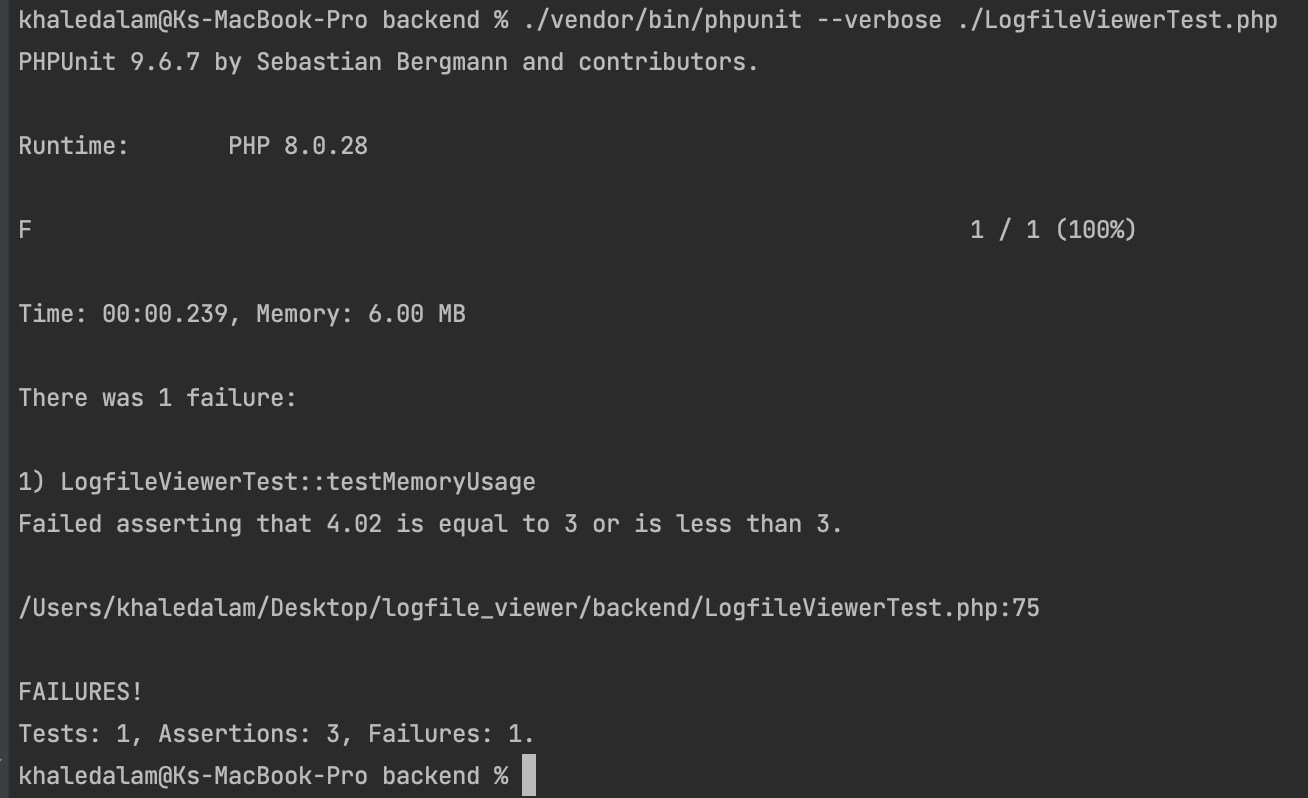 khaledalam@Ks-MacBook-Pro backend % ./vendor/bin/phpunit --verbose ./LogfileViewerTest.php
PHPUnit 9.6.7 by Sebastian Bergmann and contributors.
Runtime:       PHP 8.0.28
F                                                                   1 / 1 (100%)
Time: 00:00.239, Memory: 6.00 MB
There was 1 failure:
1) LogfileViewerTest::testMemoryUsage
Failed asserting that 4.02 is equal to 3 or is less than 3.
/Users/khaledalam/Desktop/logfile_viewer/backend/LogfileViewerTest.php:75
FAILURES!
Tests: 1, Assertions: 3, Failures: 1.
khaledalam@Ks-MacBook-Pro backend %